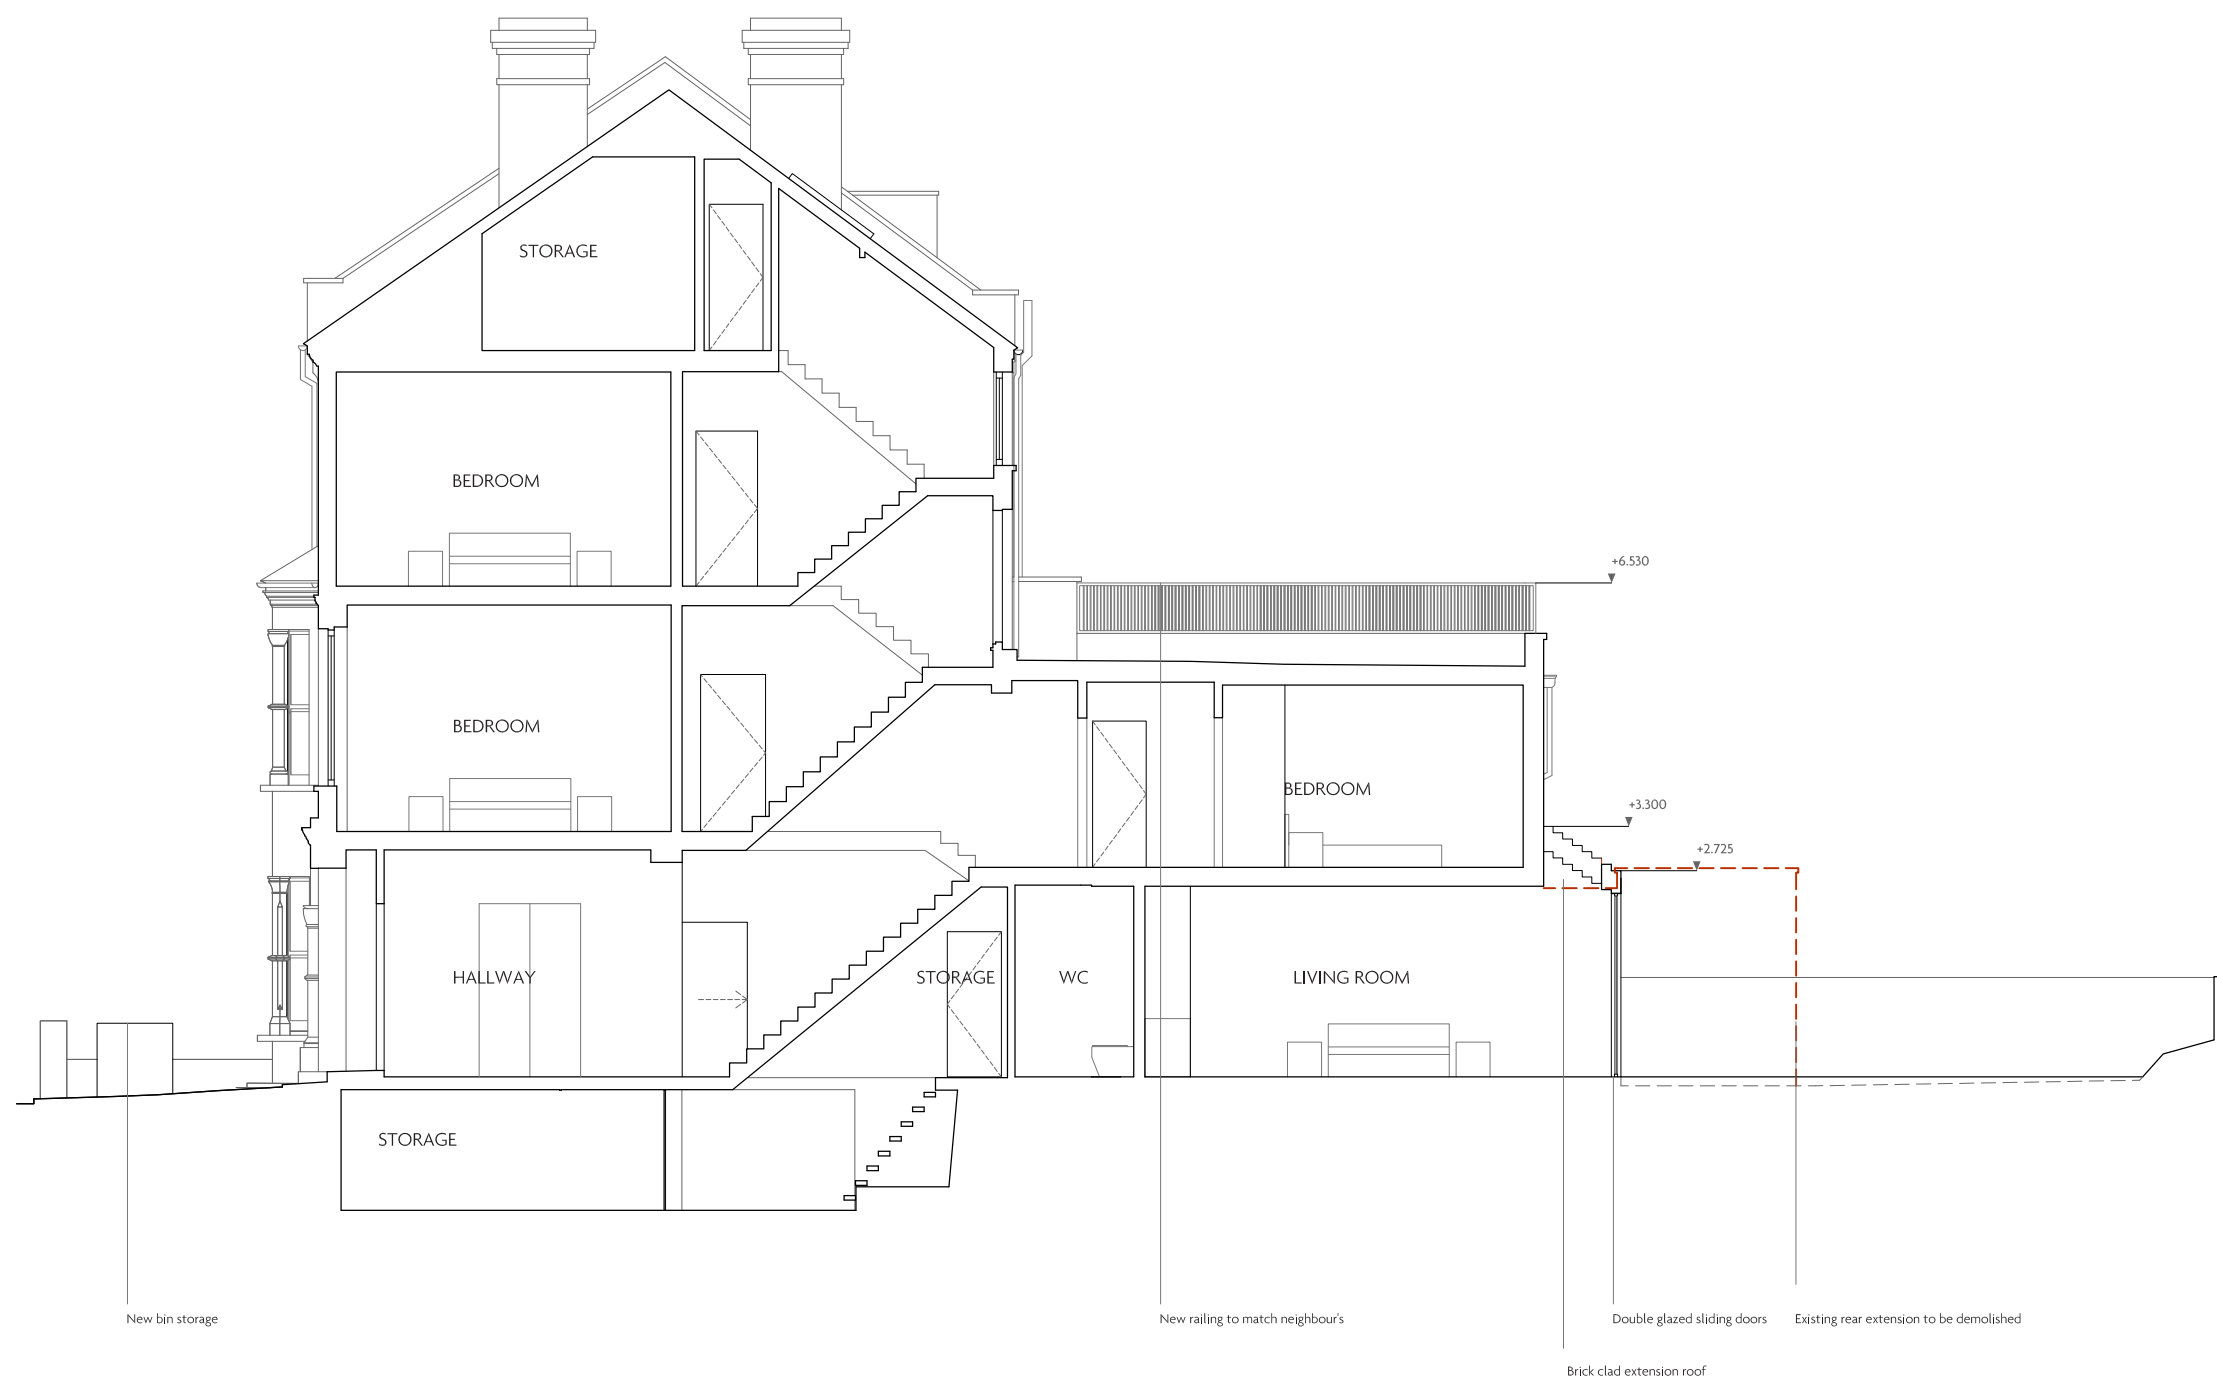 STORAGE
BEDROOM
+6.530
BEDROOM
BEDROOM
+3.300
+2.725
HALLWAY
STORAGE
WC
LIVING ROOM
STORAGE
New bin storage
New railing to match neighbour's
Double glazed sliding doors
Existing rear extension to be demolished
Brick clad extension roof